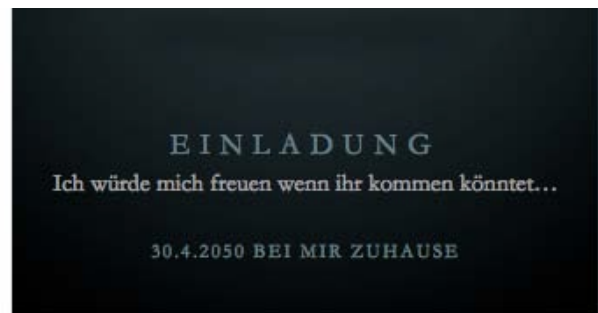 EINLADUNG
Ich würde mich freuen wenn ihr kommen könntet...
30.4.2050 BEI MIR ZUHAUSE